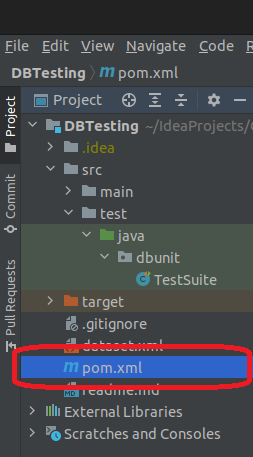 File Edit View Navigate Code
DBTesting pom.xml
Project
DBTesting ~/IdeaProjects/
.idea
src
main
test
java
dbunit
TestSuite
target
.gitignore
dataset.xml
pom.xml
readme.md
External Libraries
Scratches and Consoles
Project
Commit
Pull Requests